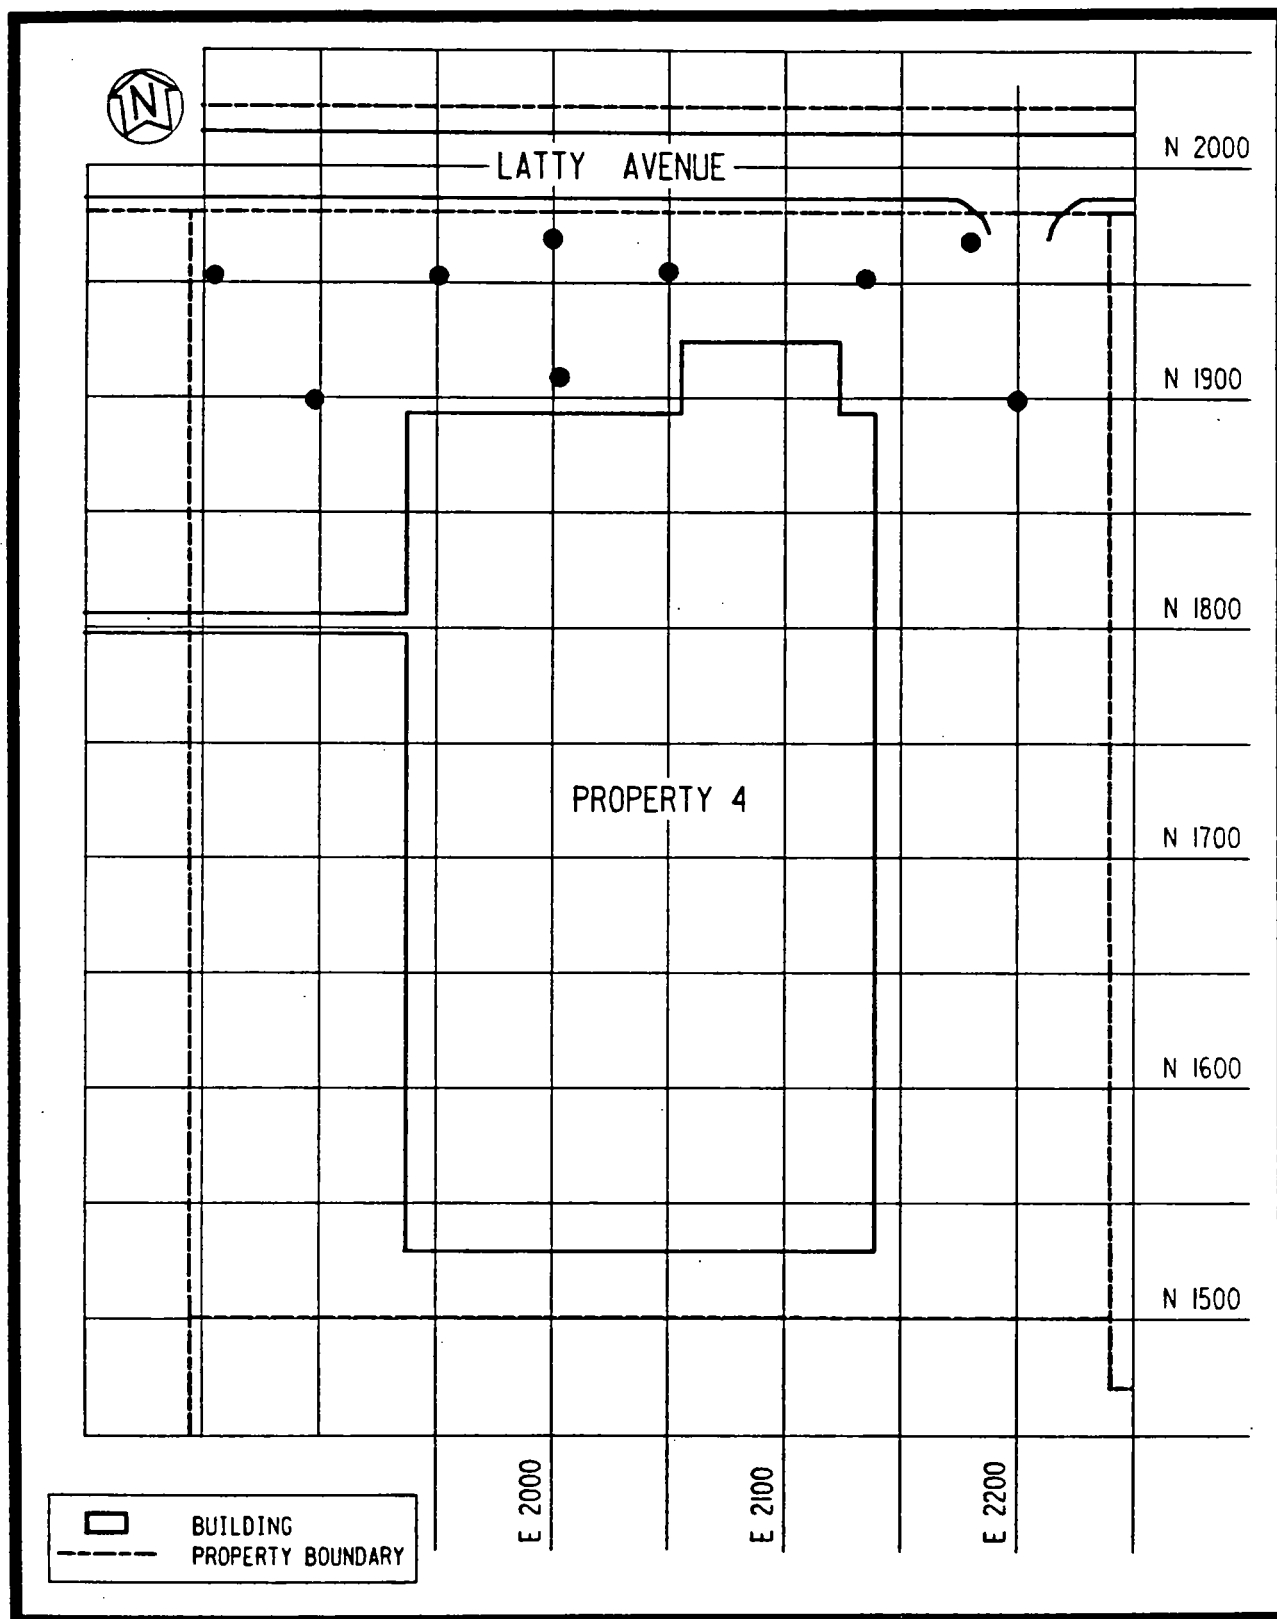 N
N 2000
LATTY AVENUE
N 1900
N 1800
PROPERTY 4
N 1700
N 1600
N 1500
E 2000
E 2100
E 2200
BUILDING
PROPERTY BOUNDARY